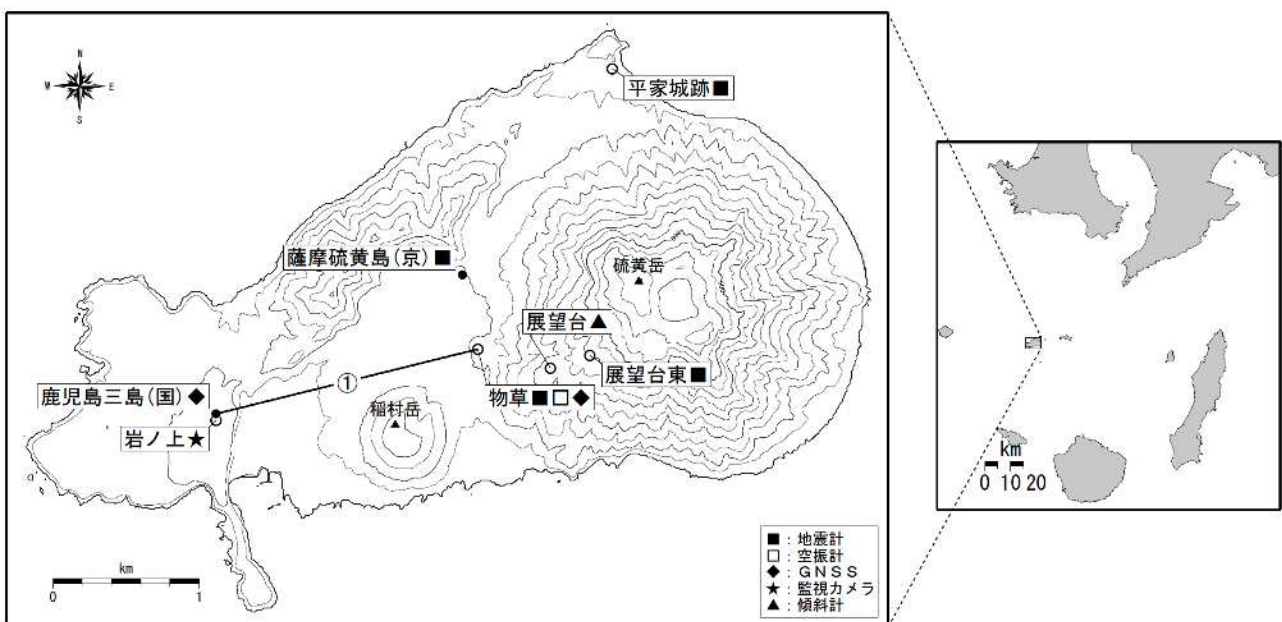 N
W E
S
平家城跡■
薩摩硫黄島(京)■
硫黄岳
展望台▲
展望台東■
①
物草■□◆
鹿児島三島(国)◆
稲村岳
岩ノ上★
km
0 1
■：地震計
□：空振計
◆：GNSS
★：監視カメラ
▲：傾斜計
km
0 10 20